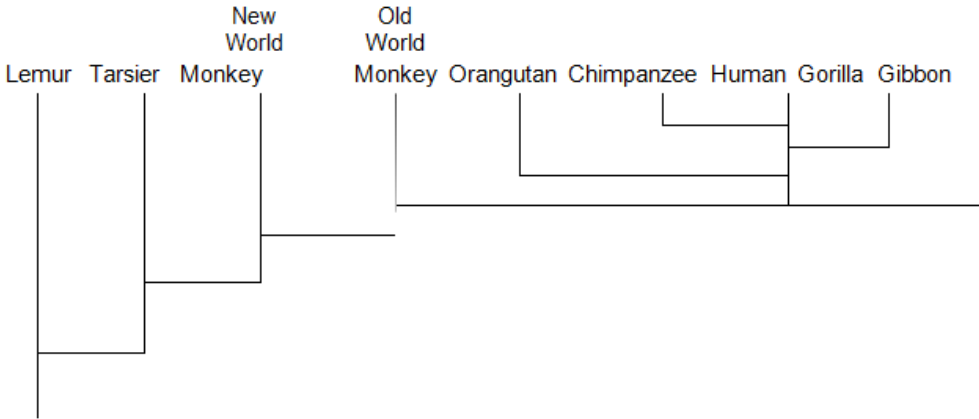 New Old
World World
Lemur Tarsier Monkey Monkey Orangutan Chimpanzee Human Gorilla Gibbon